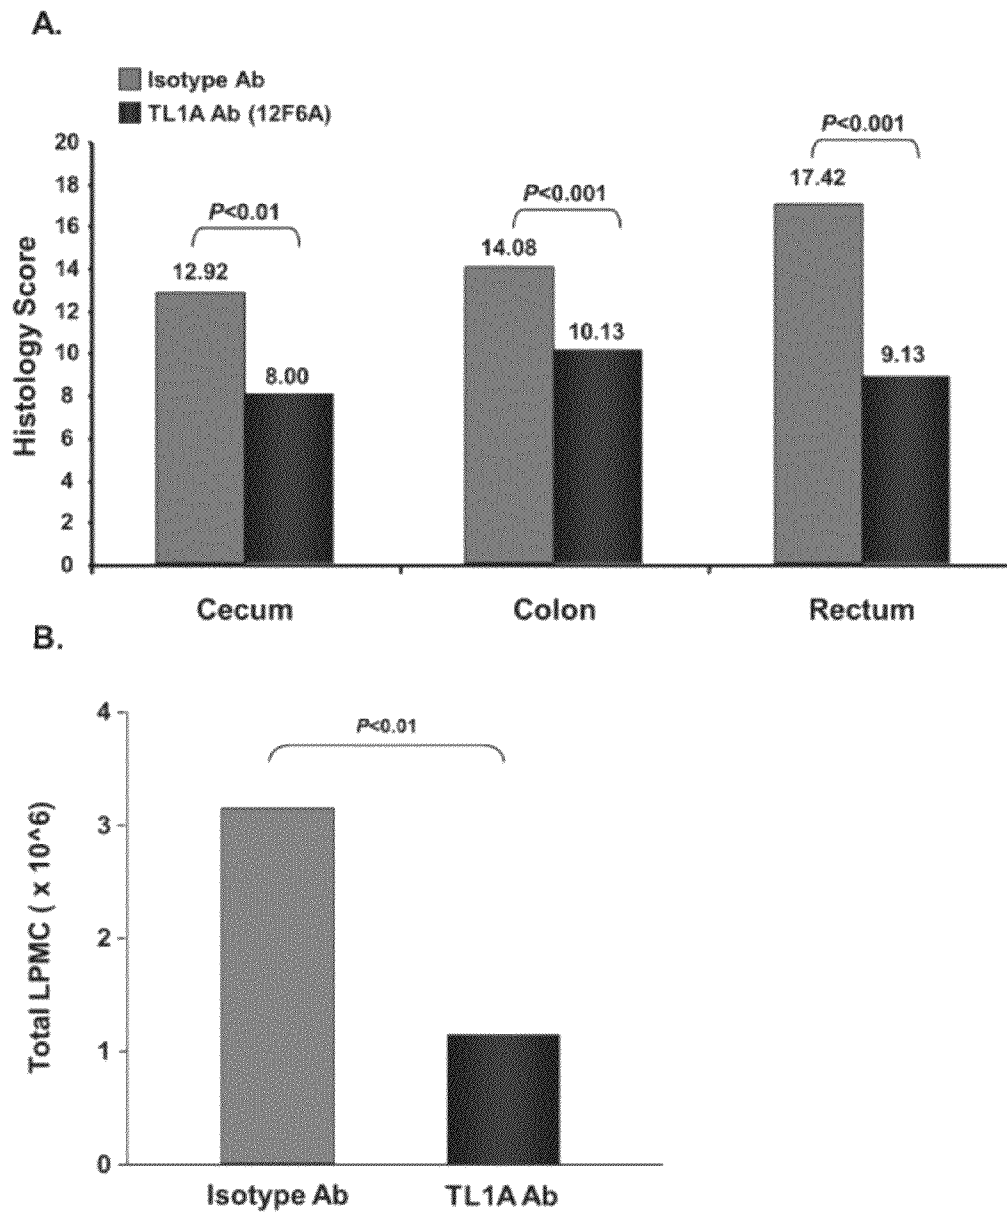 A.
Isotype Ab
TL1A Ab (12F6A)
Histology Score
20
18
16
14
12
10
8
6
4
2
0
P<0.01
12.92
8.00
P<0.001
14.08
10.13
P<0.001
17.42
9.13
Cecum Colon Rectum
B.
Total LPMC ( x 10^6)
4
3
2
1
0
P<0.01
Isotype Ab TL1A Ab